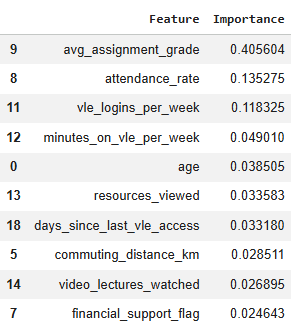 Feature Importance
9 avg_assignment_grade 0.405604
8 attendance_rate 0.135275
11 vle_logins_per_week 0.118325
12 minutes_on_vle_per_week 0.049010
0 age 0.038505
13 resources_viewed 0.033583
18 days_since_last_vle_access 0.033180
5 commuting_distance_km 0.028511
14 video_lectures_watched 0.026895
7 financial_support_flag 0.024643